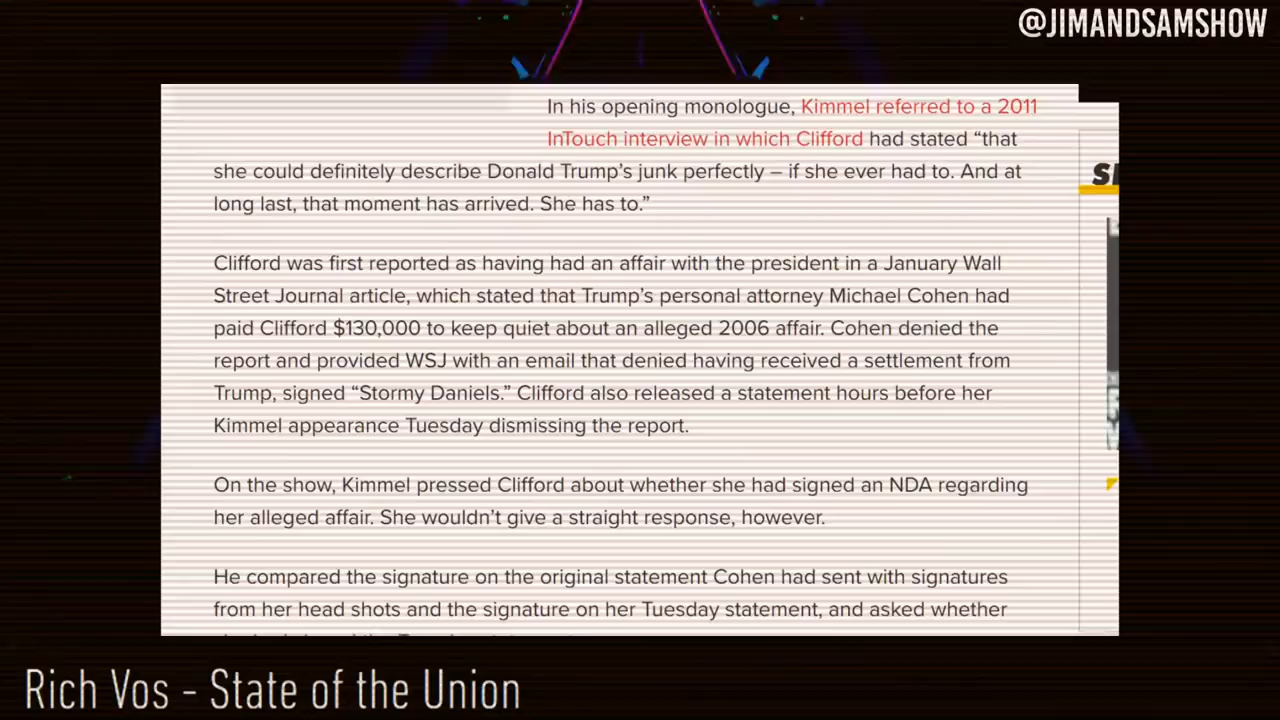 @JIMANDSAMSHOW
In his opening monologue, Kimmel referred to a 2011
InTouch interview in which Clifford had stated “that
she could definitely describe Donald Trump’s junk perfectly – if she ever had to. And at
long last, that moment has arrived. She has to.”
Clifford was first reported as having had an affair with the president in a January Wall
Street Journal article, which stated that Trump’s personal attorney Michael Cohen had
paid Clifford $130,000 to keep quiet about an alleged 2006 affair. Cohen denied the
report and provided WSJ with an email that denied having received a settlement from
Trump, signed “Stormy Daniels.” Clifford also released a statement hours before her
Kimmel appearance Tuesday dismissing the report.
On the show, Kimmel pressed Clifford about whether she had signed an NDA regarding
her alleged affair. She wouldn’t give a straight response, however.
He compared the signature on the original statement Cohen had sent with signatures
from her head shots and the signature on her Tuesday statement, and asked whether
Rich Vos - State of the Union